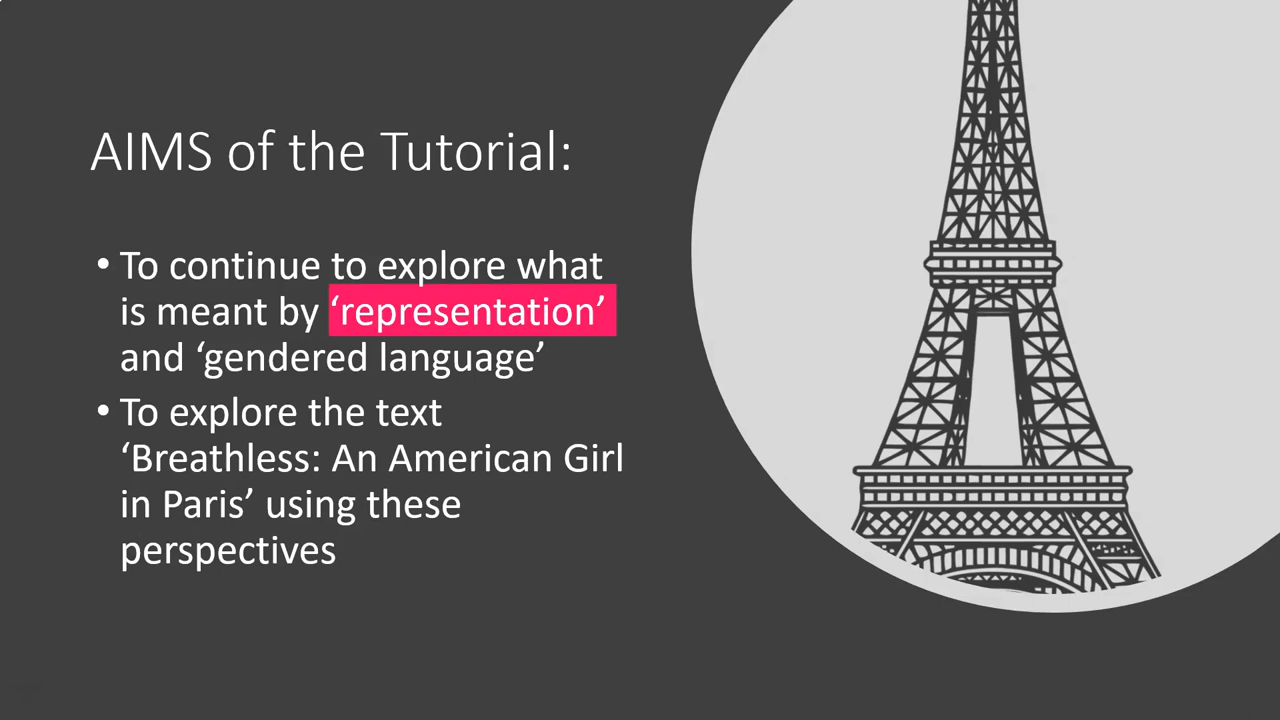 AIMS of the Tutorial:
• To continue to explore what
is meant by ‘representation’
and ‘gendered language’
• To explore the text
‘Breathless: An American Girl
in Paris’ using these
perspectives